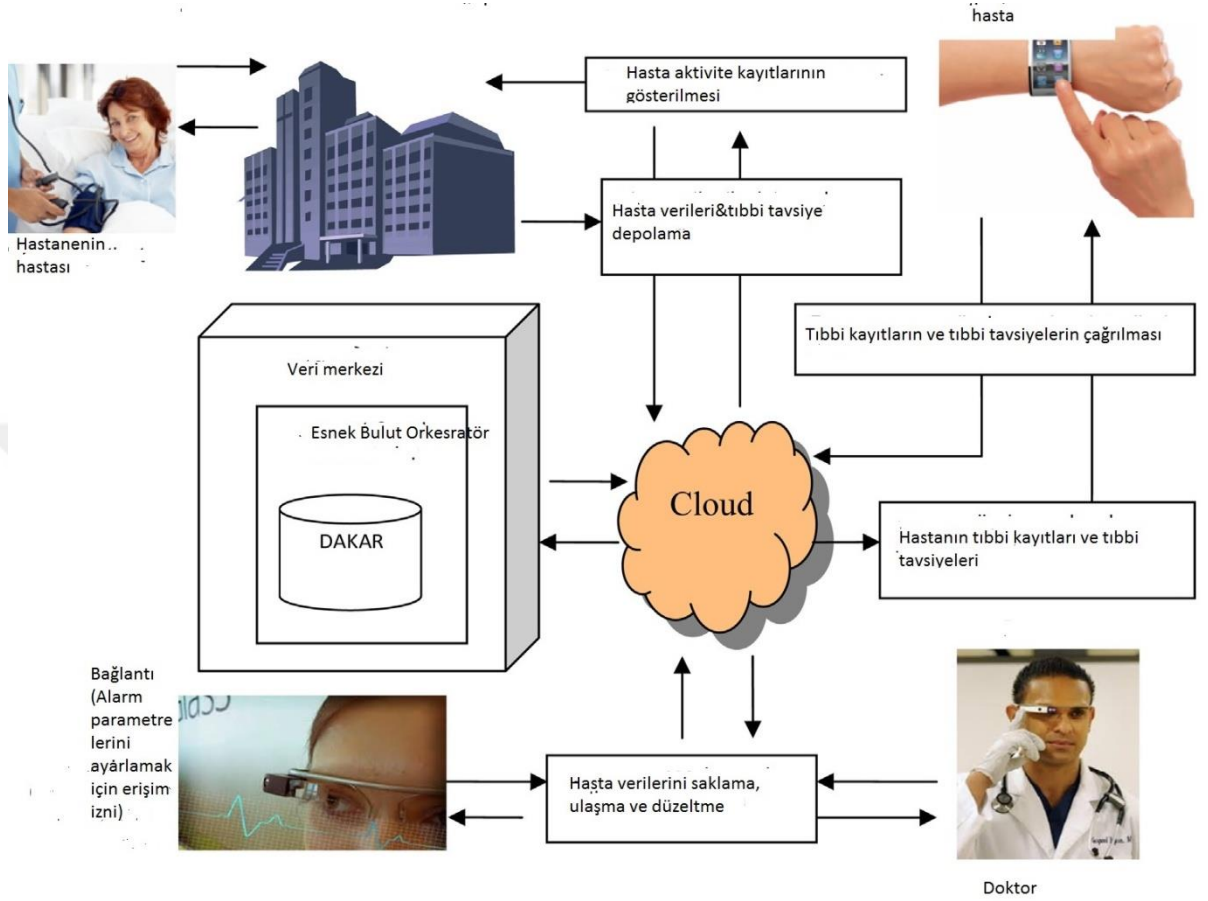 hasta
Hasta aktivite kayıtlarının
gösterilmesi
Hasta verileri&tıbbi tavsiye
depolama
Hastanenin
hastası
Tıbbi kayıtların ve tıbbi tavsiyelerin çağrılması
Veri merkezi
Esnek Bulut Orkesratör
DAKAR
Cloud
Hastanın tıbbi kayıtları ve tıbbi
tavsiyeleri
Bağlantı
(Alarm
parametre
lerini
ayarlamak
için erişim
izni)
Hasta verilerini saklama,
ulaşma ve düzeltme
Doktor